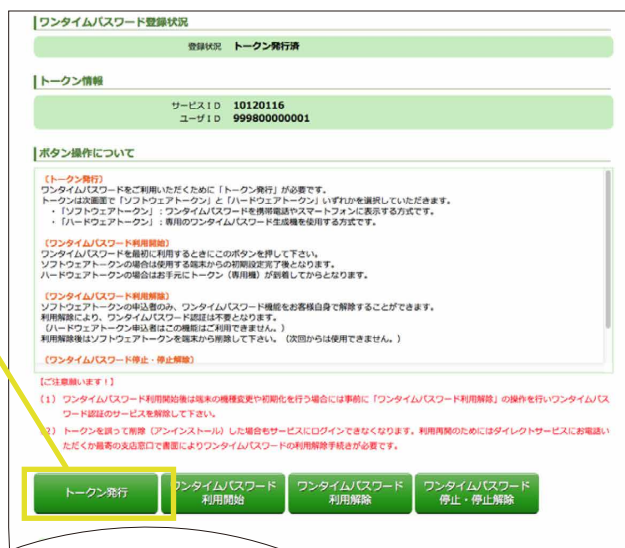 ワンタイムパスワード登録状況
登録状況 トークン発行済
トークン情報
サービスＩＤ 10120116
ユーザＩＤ 999800000001
ボタン操作について
（トークン発行）
ワンタイムパスワードをご利用いただくために「トークン発行」が必要です。
トークンは次画面で「ソフトウェアトークン」と「ハードウェアトークン」いずれかを選択していただきます。
・「ソフトウェアトークン」：ワンタイムパスワードを携帯電話やスマートフォンに表示する方式です。
・「ハードウェアトークン」：専用のワンタイムパスワード生成機を使用する方式です。
（ワンタイムパスワード利用開始）
ワンタイムパスワードを最初に利用するときにこのボタンを押して下さい。
ソフトウェアトークンの場合は使用する端末からの初期設定完了後となります。
ハードウェアトークンの場合はお手元にトークン（専用機）が到着してからとなります。
（ワンタイムパスワード利用解除）
ソフトウェアトークンの申込者のみ、ワンタイムパスワード機能をお客様自身で解除することができます。
利用解除により、ワンタイムパスワード認証は不要となります。
（ハードウェアトークン申込者はこの機能はご利用できません。）
利用解除後はソフトウェアトークンを端末から削除して下さい。（次回からは使用できません。）
（ワンタイムパスワード停止・停止解除）
【ご注意願います！】
（１） ワンタイムパスワード利用開始後は端末の機種変更や初期化を行う場合には事前に「ワンタイムパスワード利用解除」の操作を行いワンタイムパス
ワード認証のサービスを解除して下さい。
（２） トークンを誤って削除（アンインストール）した場合もサービスにログインできなくなります。利用再開のためにはダイレクトサービスにお電話い
ただくか最寄の支店窓口で書面によりワンタイムパスワードの利用解除手続きが必要です。
トークン発行 ワンタイムパスワード ワンタイムパスワード ワンタイムパスワード
利用開始 利用解除 停止・停止解除